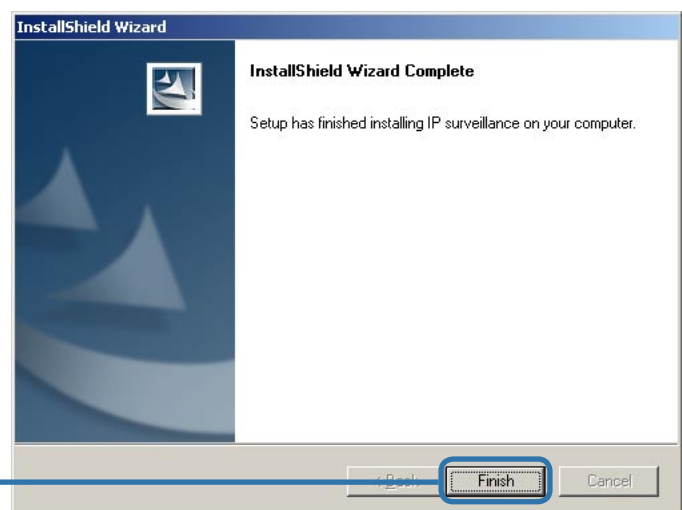 InstallShield Wizard
InstallShield Wizard Complete
Setup has finished installing IP surveillance on your computer.
< Back
Finish
Cancel